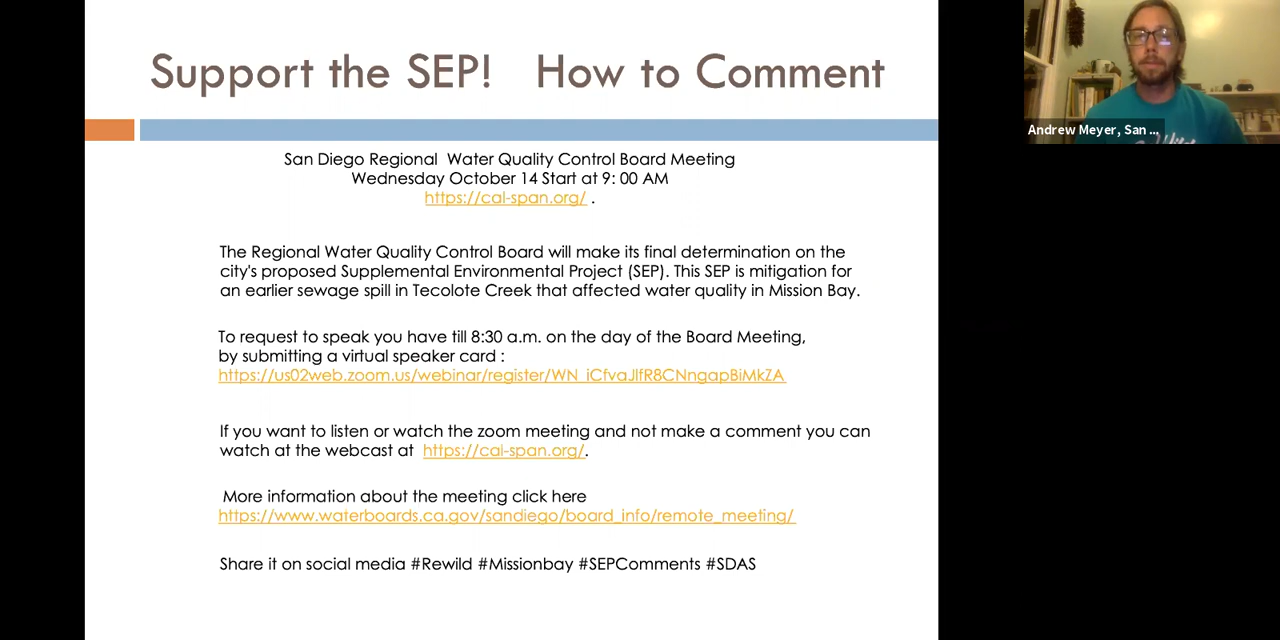 Support the SEP! How to Comment
San Diego Regional Water Quality Control Board Meeting
Wednesday October 14 Start at 9: 00 AM
https://cal-span.org/ .
The Regional Water Quality Control Board will make its final determination on the
city's proposed Supplemental Environmental Project (SEP). This SEP is mitigation for
an earlier sewage spill in Tecolote Creek that affected water quality in Mission Bay.
To request to speak you have till 8:30 a.m. on the day of the Board Meeting,
by submitting a virtual speaker card :
https://us02web.zoom.us/webinar/register/WN_iCfvaJlfR8CNngapBiMkZA
If you want to listen or watch the zoom meeting and not make a comment you can
watch at the webcast at https://cal-span.org/.
More information about the meeting click here
https://www.waterboards.ca.gov/sandiego/board_info/remote_meeting/
Share it on social media #Rewild #Missionbay #SEPComments #SDAS
Andrew Meyer, San ...